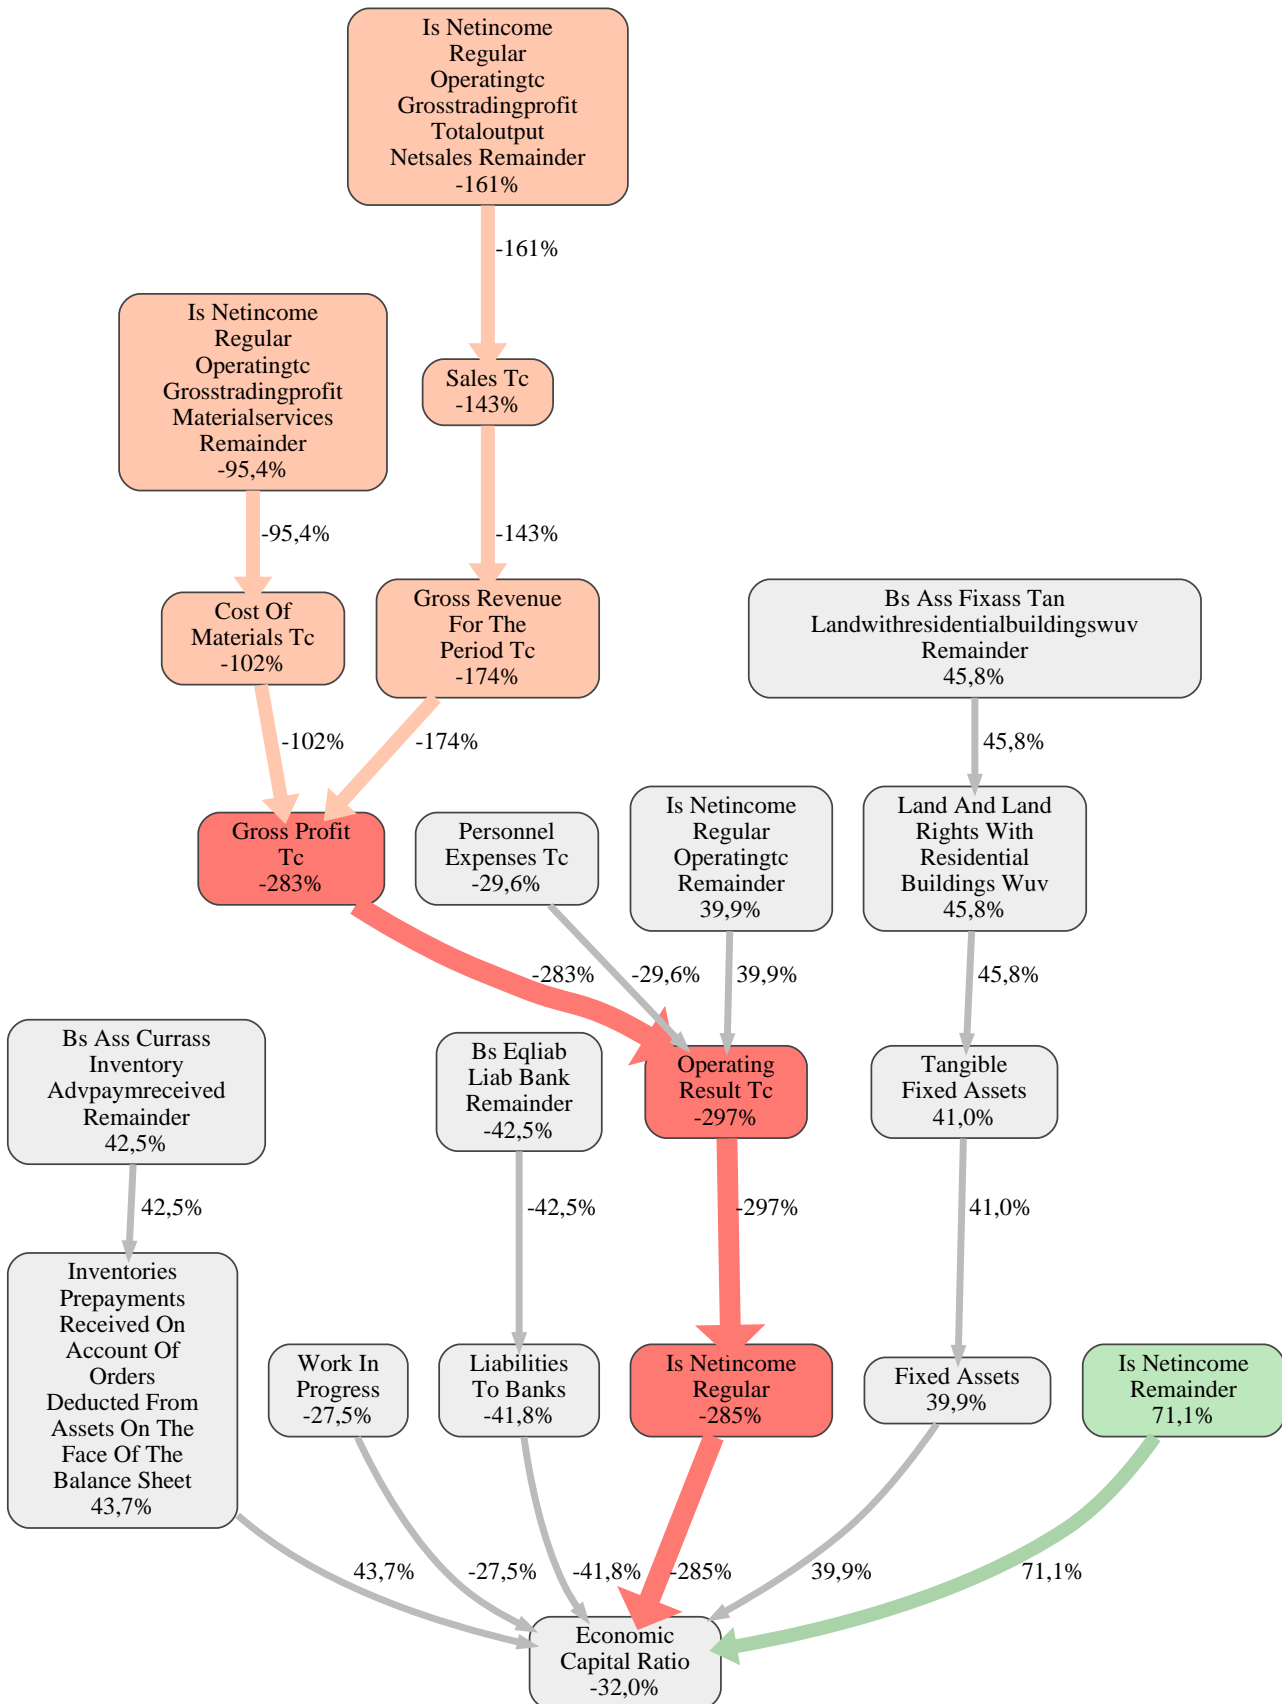 Is Netincome
Regular
Operatingtc
Grosstradingprofit
Totaloutput
Netsales Remainder
-161%
-161%
Is Netincome
Regular
Operatingtc
Grosstradingprofit
Materialservices
Remainder
-95,4%
Sales Tc
-143%
-95,4%
-143%
Cost Of
Materials Tc
-102%
Gross Revenue
For The
Period Tc
-174%
Bs Ass Fixass Tan
Landwithresidentialbuildingswuv
Remainder
45,8%
-102%
-174%
45,8%
Gross Profit
Tc
-283%
Personnel
Expenses Tc
-29,6%
Is Netincome
Regular
Operatingtc
Remainder
39,9%
Land And Land
Rights With
Residential
Buildings Wuv
45,8%
-283%
-29,6%
39,9%
45,8%
Bs Ass Currass
Inventory
Advpaymreceived
Remainder
42,5%
Bs Eqliab
Liab Bank
Remainder
-42,5%
Operating
Result Tc
-297%
Tangible
Fixed Assets
41,0%
42,5%
-42,5%
-297%
41,0%
Inventories
Prepayments
Received On
Account Of
Orders
Deducted From
Assets On The
Face Of The
Balance Sheet
43,7%
Work In
Progress
-27,5%
Liabilities
To Banks
-41,8%
Is Netincome
Regular
-285%
Fixed Assets
39,9%
Is Netincome
Remainder
71,1%
43,7%
-27,5%
-41,8%
-285%
39,9%
71,1%
Economic
Capital Ratio
-32,0%